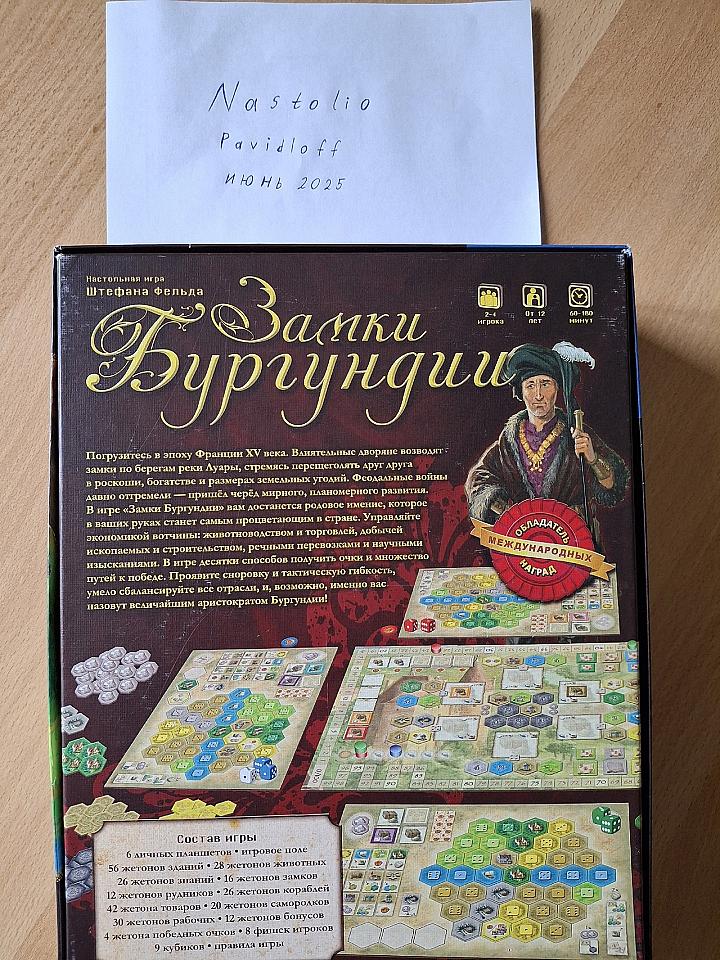 Nastolio
Pavidloff
июнь 2025
Настольная игра
Штефана Фельда
Замки
Бургундии
2-4
игрока
От 12
лет
60-180
минут
Погрузитесь в эпоху Франции XV века. Влиятельные дворяне возводят
замки по берегам реки Луары, стремясь перещеголять друг друга
в роскоши, богатстве и размерах земельных угодий. Феодальные войны
давно отгремели — пришёл черёд мирного, планомерного развития.
В игре «Замки Бургундии» вам достанется родовое имение, которое
в ваших руках станет самым процветающим в стране. Управляйте
экономикой вотчины: животноводством и торговлей, добычей
ископаемых и строительством, речными перевозками и научными
изысканиями. В игре десятки способов получить очки и множество
путей к победе. Проявите сноровку и тактическую гибкость,
умело сбалансируйте все отрасли, и, возможно, именно вас
назовут величайшим аристократом Бургундии!
ОБЛАДАТЕЛЬ
МЕЖДУНАРОДНЫХ
НАГРАД
Состав игры
6 личных планшетов • игровое поле
56 жетонов зданий • 28 жетонов животных
26 жетонов знаний • 16 жетонов замков
12 жетонов рудников • 26 жетонов кораблей
42 жетона товаров • 20 жетонов самородков
30 жетонов рабочих • 12 жетонов бонусов
4 жетона победных очков • 8 фишек игроков
9 кубиков • правила игры